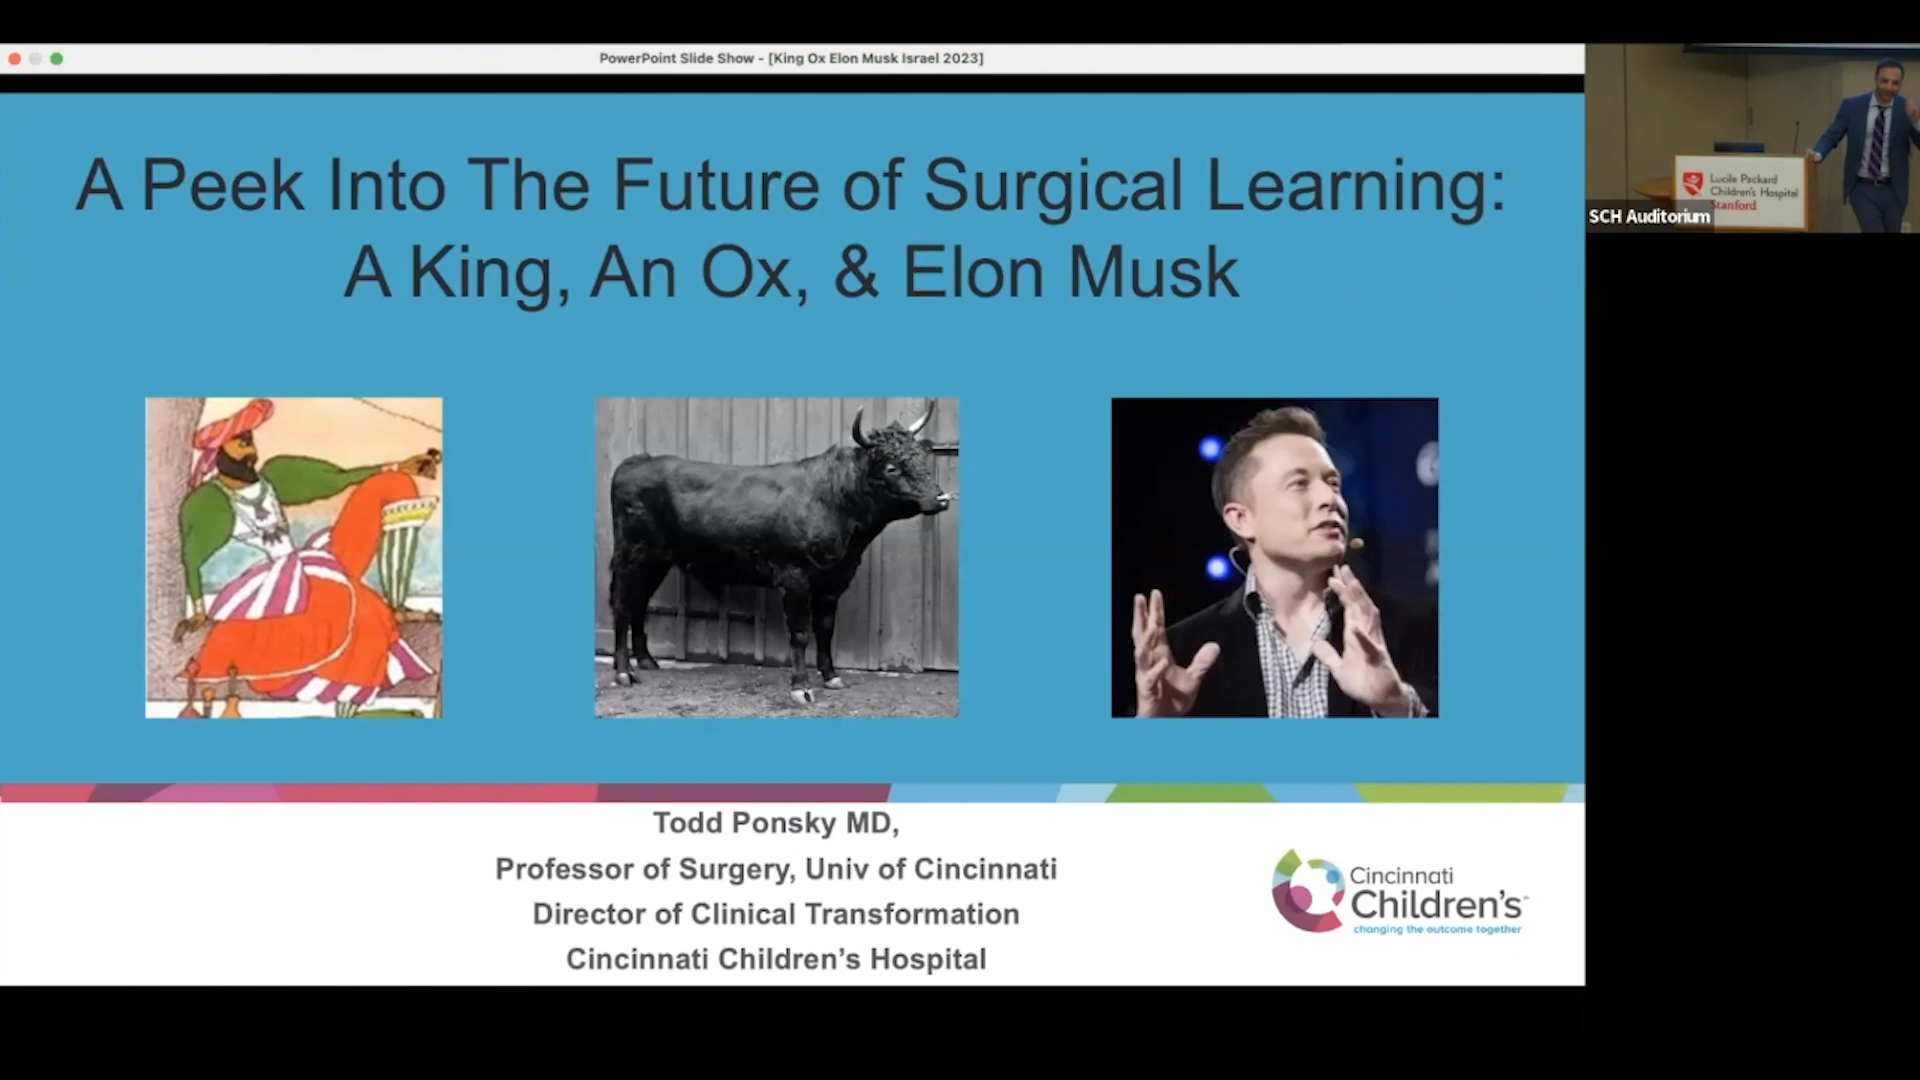 PowerPoint Slide Show - [King Ox Elon Musk Israel 2023]
A Peek Into The Future of Surgical Learning:
A King, An Ox, & Elon Musk
Todd Ponsky MD,
Professor of Surgery, Univ of Cincinnati
Director of Clinical Transformation
Cincinnati Children's Hospital
Cincinnati
Children's™
changing the outcome together
Lucile Packard
Children's Hospital
Stanford
SCH Auditorium